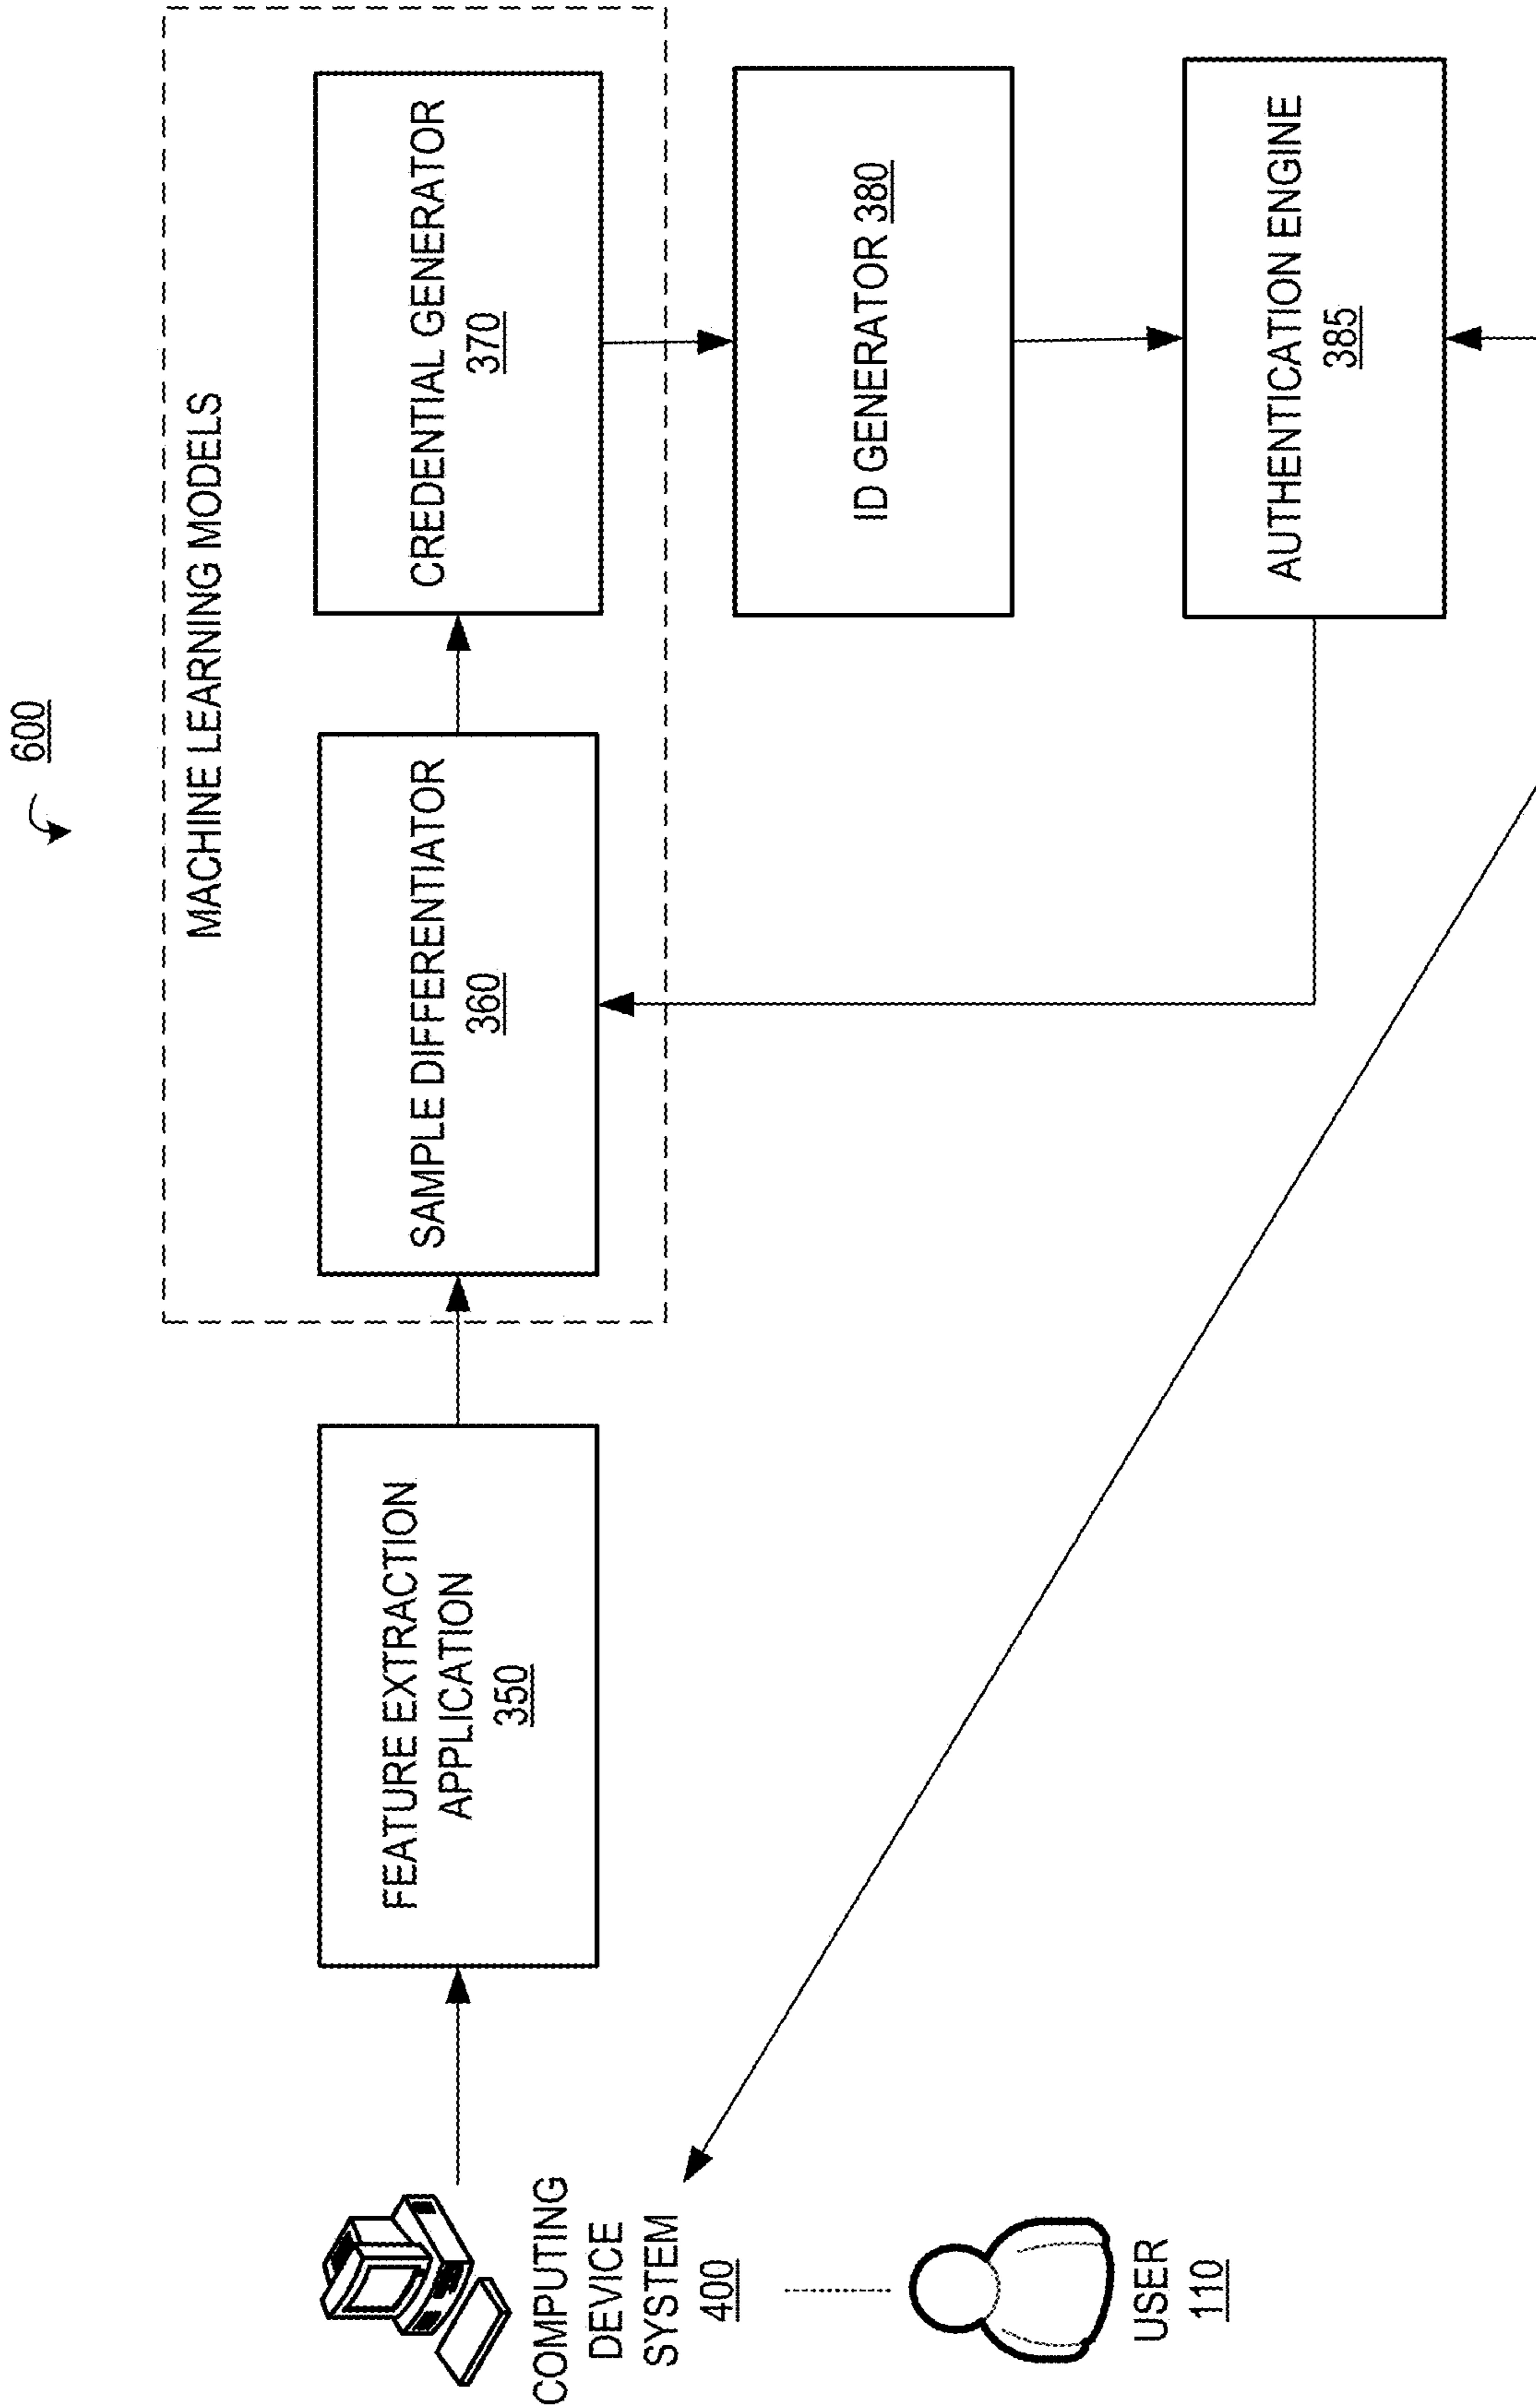 600
MACHINE LEARNING MODELS
COMPUTING
DEVICE
SYSTEM
400
FEATURE EXTRACTION
APPLICATION
350
SAMPLE DIFFERENTIATOR
360
CREDENTIAL GENERATOR
370
ID GENERATOR 380
USER
110
AUTHENTICATION ENGINE
385